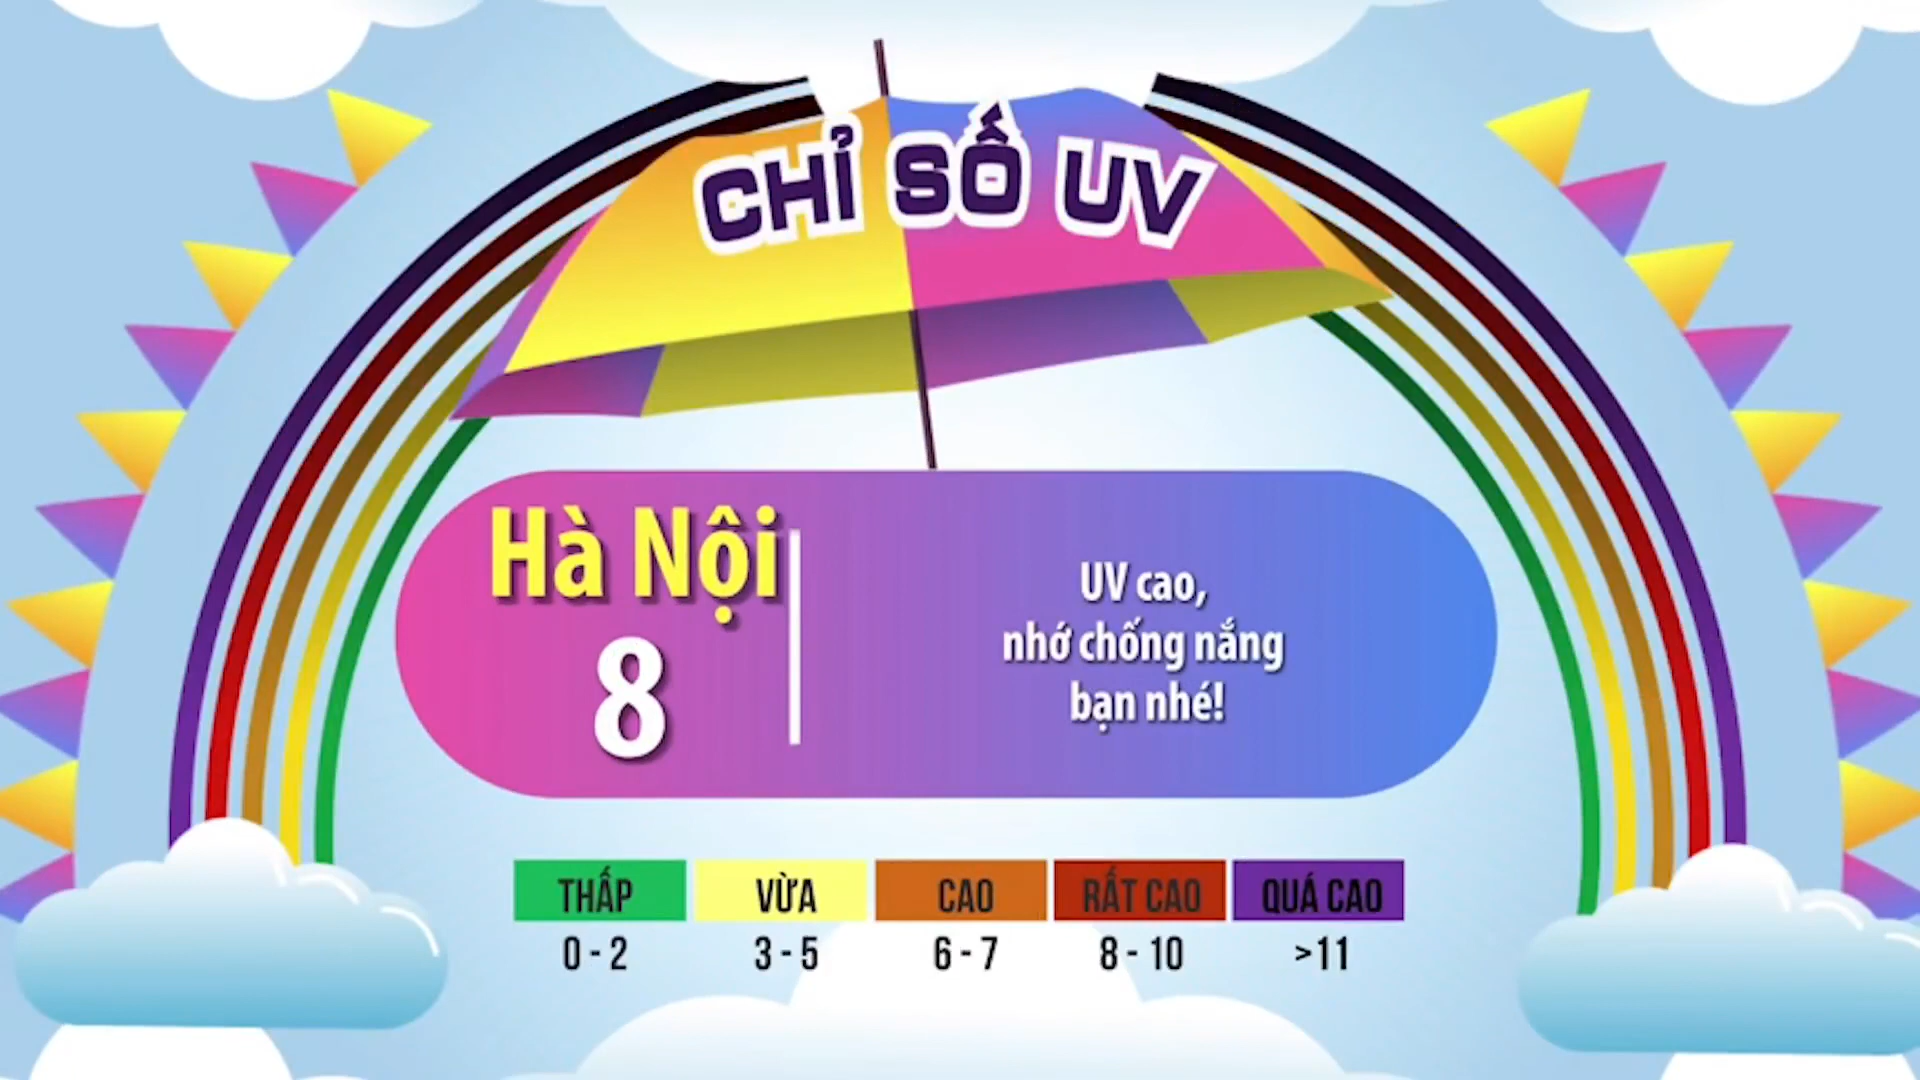 CHỈ SỐ UV
Hà Nội
8
UV cao,
nhớ chống nắng
bạn nhé!
THẤP VỪA CAO RẤT CAO QUÁ CAO
0 - 2 3 - 5 6 - 7 8 - 10 >11